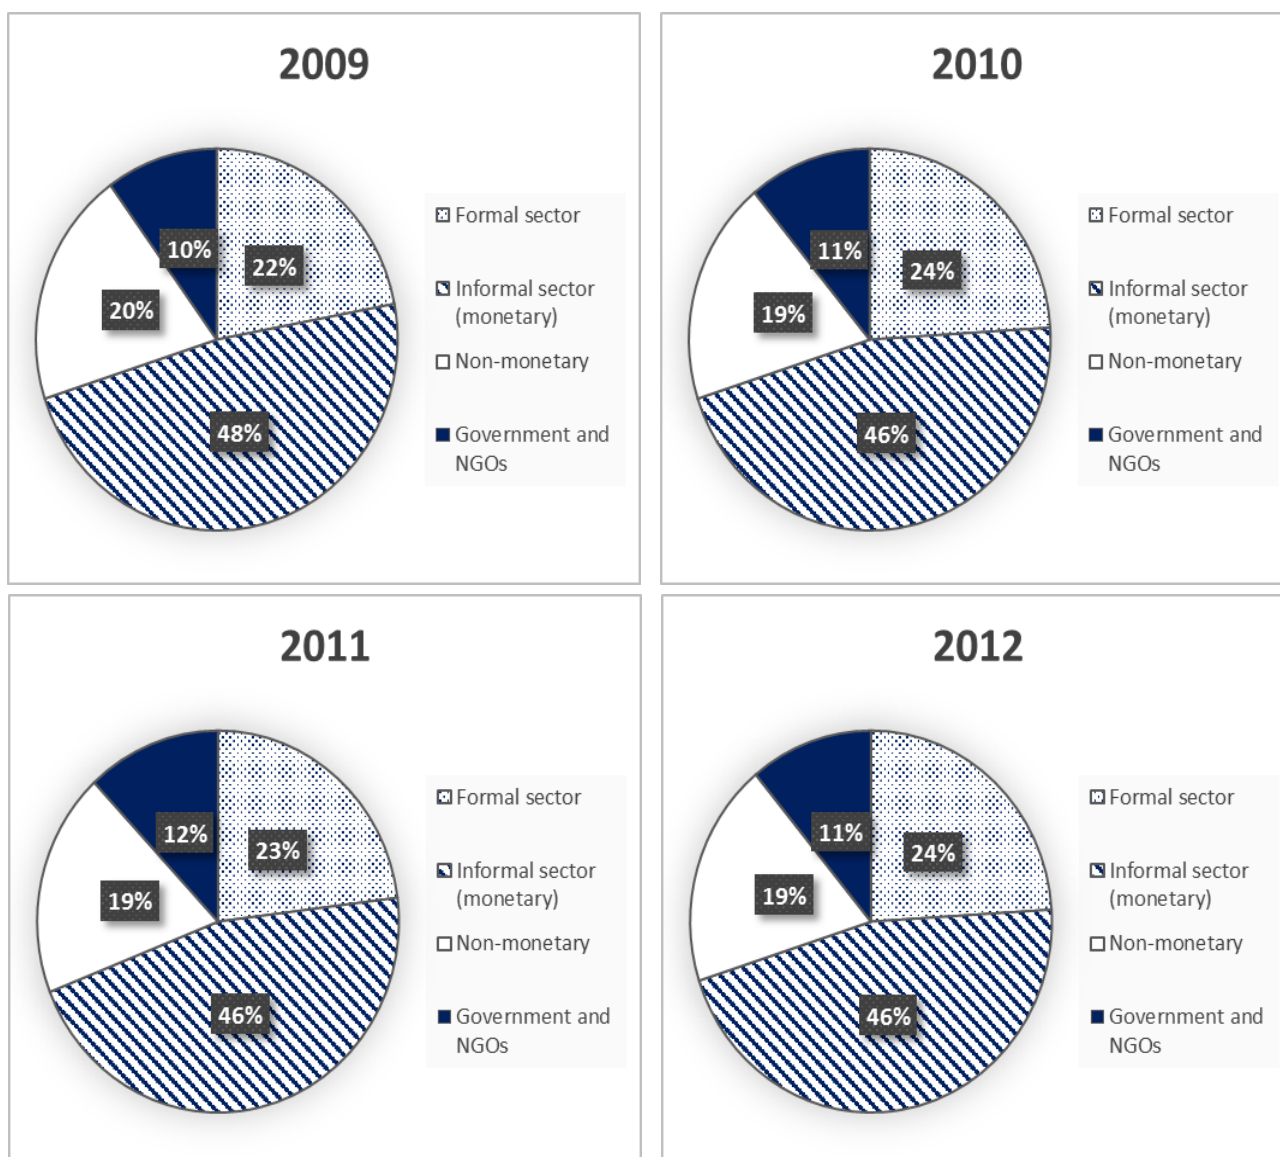 2009
10%
22%
20%
48%
Formal sector
Informal sector
(monetary)
Non-monetary
Government and
NGOs
2010
11%
24%
19%
46%
Formal sector
Informal sector
(monetary)
Non-monetary
Government and
NGOs
2011
12%
23%
19%
46%
Formal sector
Informal sector
(monetary)
Non-monetary
Government and
NGOs
2012
11%
24%
19%
46%
Formal sector
Informal sector
(monetary)
Non-monetary
Government and
NGOs